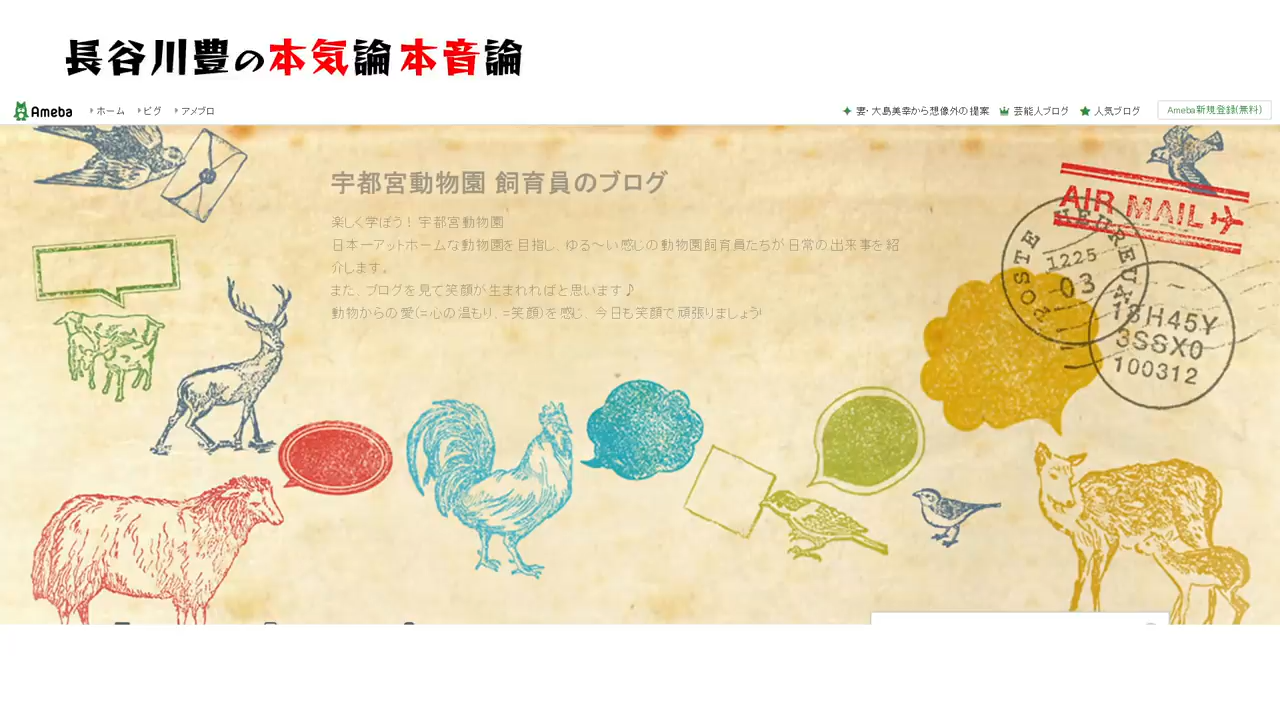 長谷川豊の本気論本音論
Ameba ホーム ピグ アメブロ 妻・大島美幸から想像外の提案 芸能人ブログ 人気ブログ Ameba新規登録(無料)
宇都宮動物園 飼育員のブログ
楽しく学ぼう！宇都宮動物園
日本一アットホームな動物園を目指し、ゆる〜い感じの動物園飼育員たちが日常の出来事を紹
介します。
また、ブログを見て笑顔が生まれればと思います♪
動物からの愛(=心の温もり、=笑顔)を感じ、今日も笑顔で頑張りましょう!
AIR MAIL
POSTE
1225
03
18H45Y
3SSX0
100312